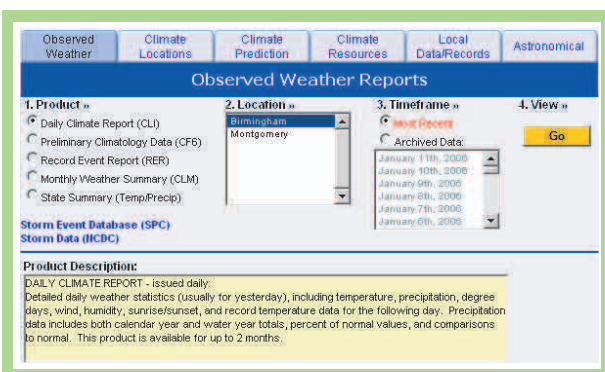 Observed Weather
Climate Locations
Climate Prediction
Climate Resources
Local Data/Records
Astronomical
Observed Weather Reports
1. Product »
Daily Climate Report (CLI)
Preliminary Climatology Data (CF6)
Record Event Report (RER)
Monthly Weather Summary (CLM)
State Summary (Temp/Precip)
Storm Event Database (SPC)
Storm Data (NCDC)
2. Location »
Birmingham
Montgomery
3. Timeframe »
Most Recent
Archived Data:
January 11th, 2006
January 10th, 2006
January 9th, 2006
January 8th, 2006
January 7th, 2006
January 6th, 2006
4. View »
Go
Product Description:
DAILY CLIMATE REPORT - issued daily:
Detailed daily weather statistics (usually for yesterday), including temperature, precipitation, degree
days, wind, humidity, sunrise/sunset, and record temperature data for the following day. Precipitation
data includes both calendar year and water year totals, percent of normal values, and comparisons
to normal. This product is available for up to 2 months.